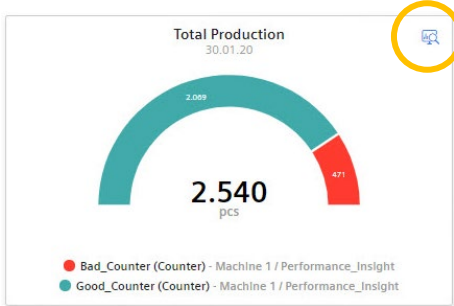 Total Production
30.01.20
2.069
471
2.540
pcs
Bad_Counter (Counter) - Machine 1 / Performance_Insight
Good_Counter (Counter) - Machine 1 / Performance_Insight